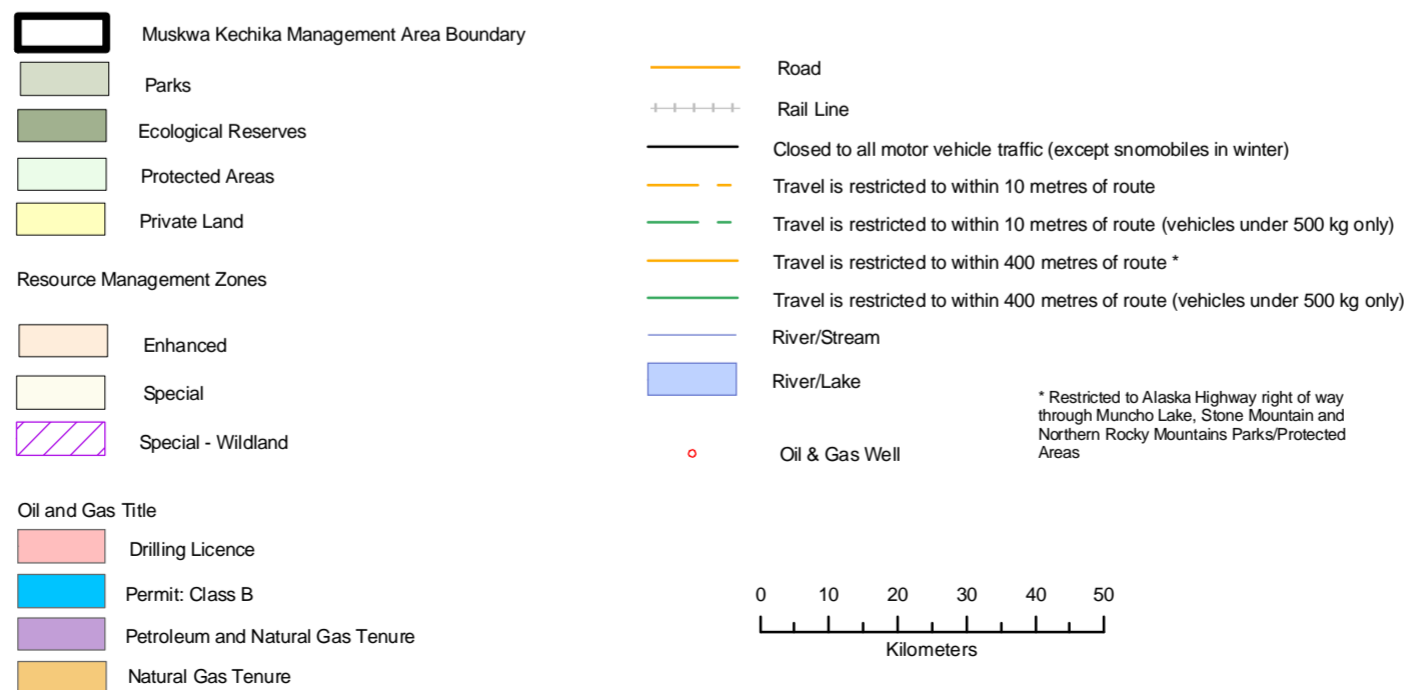 Muskwa Kechika Management Area Boundary
Parks
Ecological Reserves
Protected Areas
Private Land
Resource Management Zones
Enhanced
Special
Special - Wildland
Oil and Gas Title
Drilling Licence
Permit: Class B
Petroleum and Natural Gas Tenure
Natural Gas Tenure
Road
Rail Line
Closed to all motor vehicle traffic (except snomobiles in winter)
Travel is restricted to within 10 metres of route
Travel is restricted to within 10 metres of route (vehicles under 500 kg only)
Travel is restricted to within 400 metres of route *
Travel is restricted to within 400 metres of route (vehicles under 500 kg only)
River/Stream
River/Lake
Oil & Gas Well
* Restricted to Alaska Highway right of way
through Muncho Lake, Stone Mountain and
Northern Rocky Mountains Parks/Protected
Areas
0 10 20 30 40 50
Kilometers